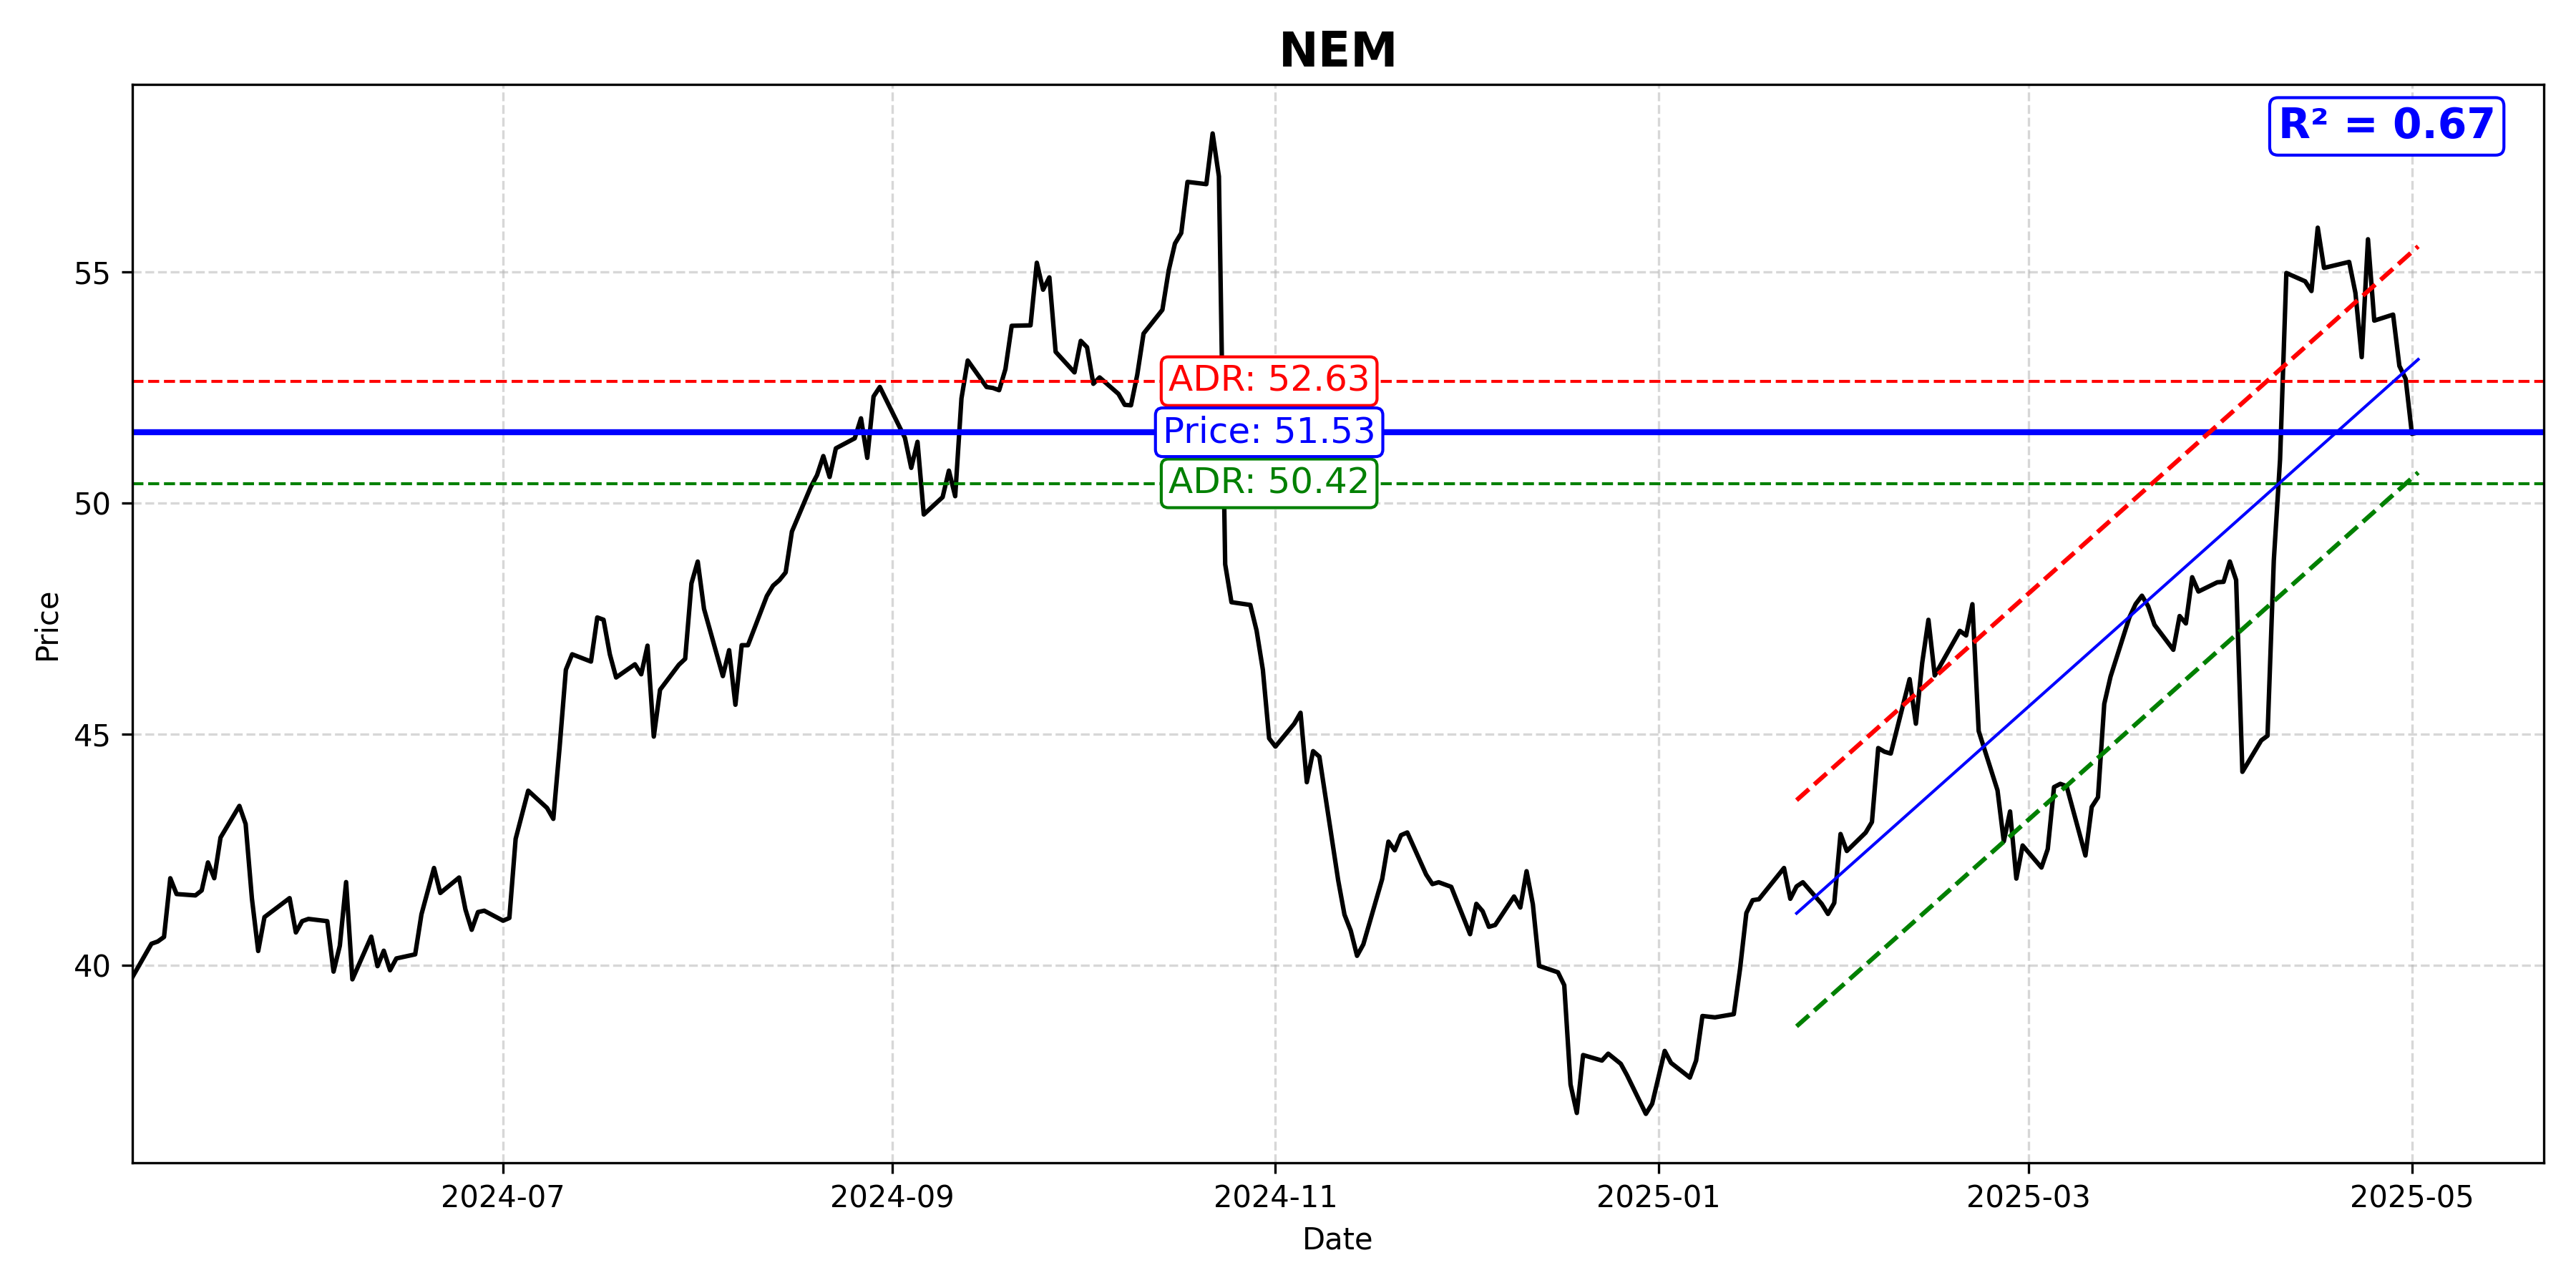 NEM
R² = 0.67
55
ADR: 52.63
Price: 51.53
ADR: 50.42
50
45
40
Price
2024-07
2024-09
2024-11
2025-01
2025-03
2025-05
Date